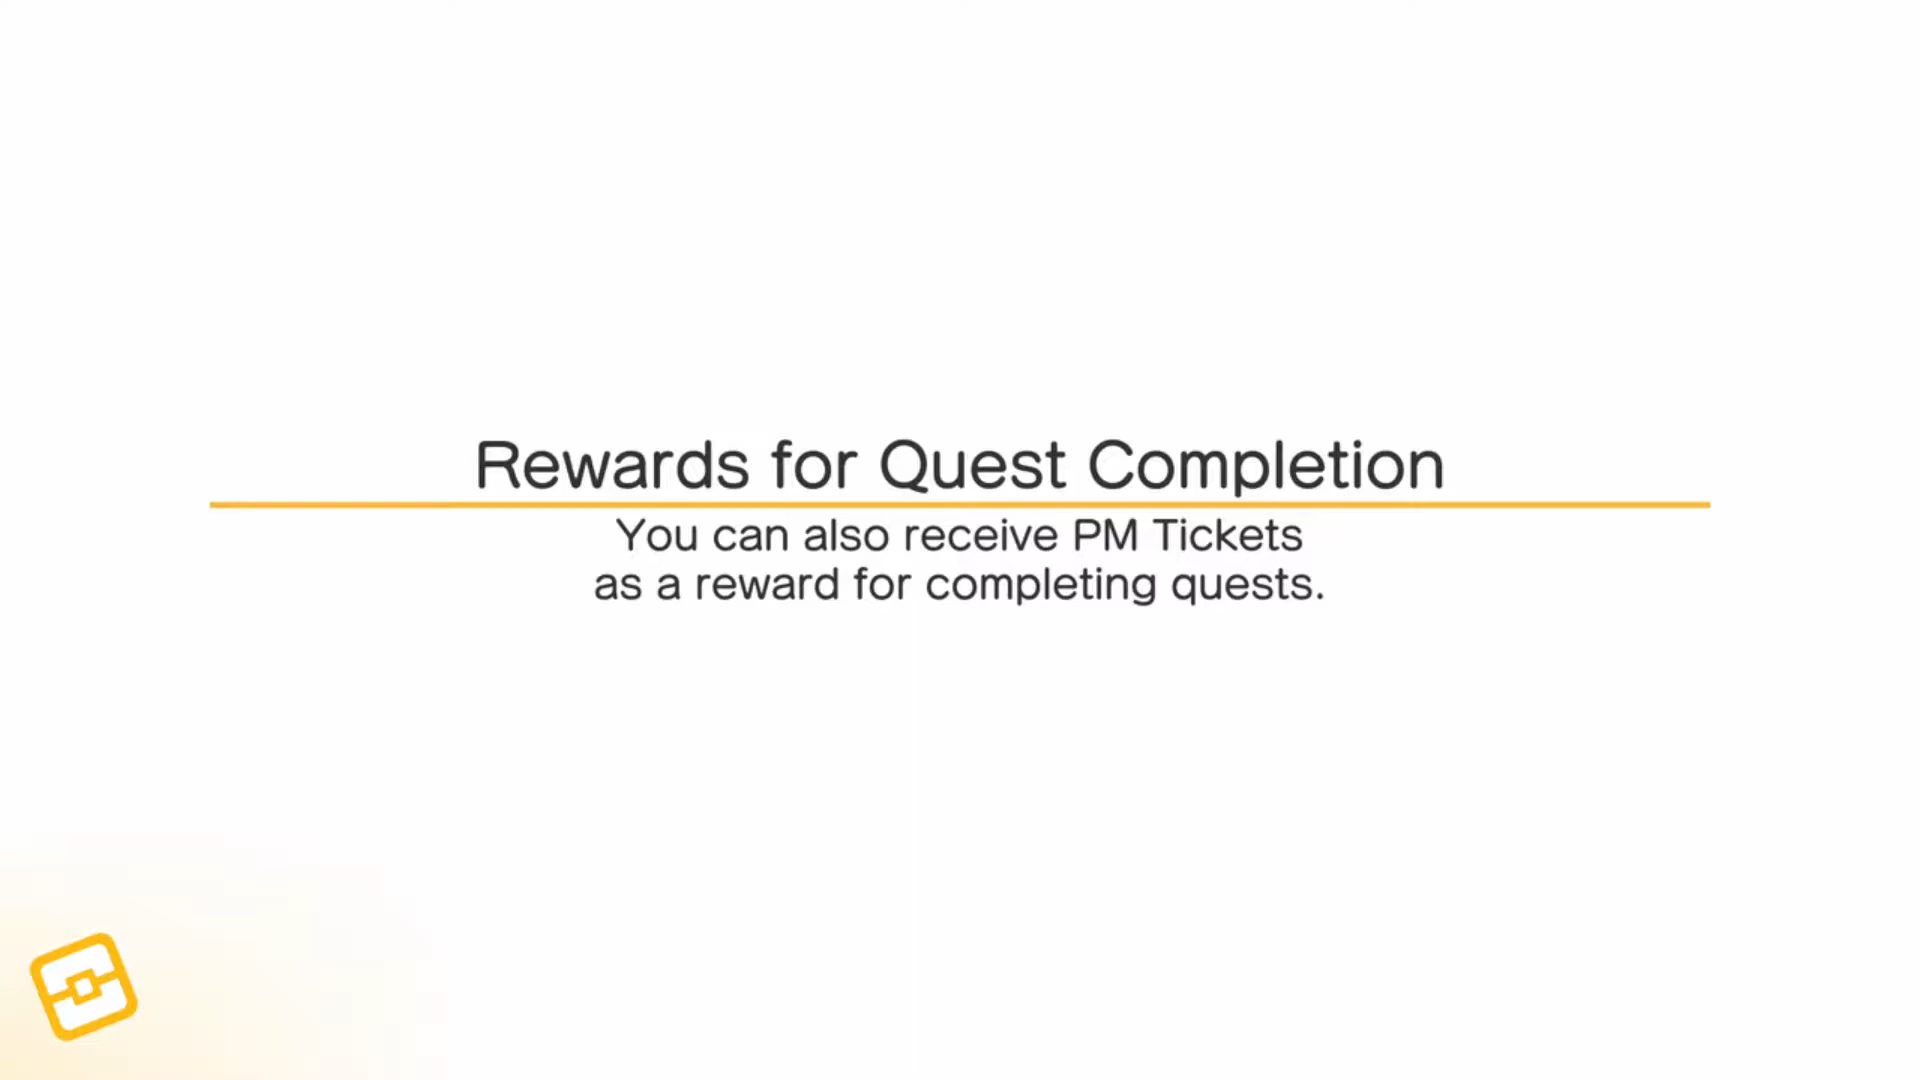 Rewards for Quest Completion
You can also receive PM Tickets
as a reward for completing quests.